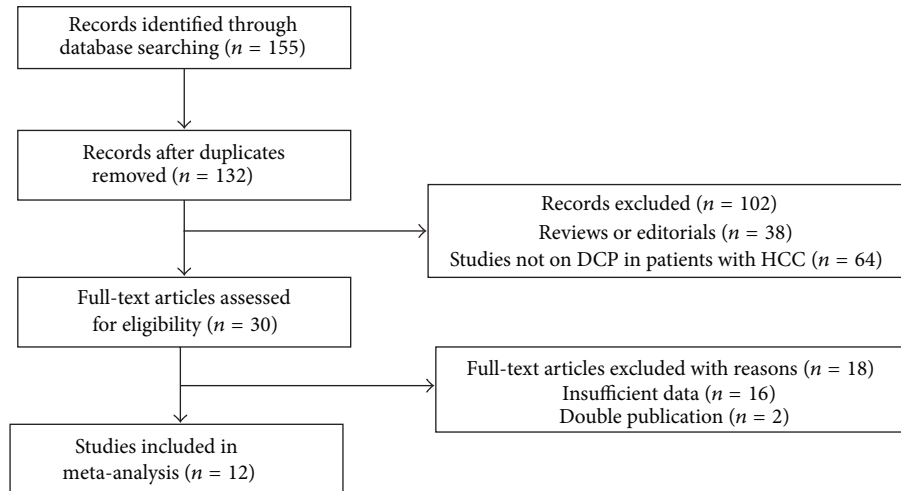 Records identified through
database searching (n = 155)
Records after duplicates
removed (n = 132)
Records excluded (n = 102)
Reviews or editorials (n = 38)
Studies not on DCP in patients with HCC (n = 64)
Full-text articles assessed
for eligibility (n = 30)
Full-text articles excluded with reasons (n = 18)
Insufficient data (n = 16)
Double publication (n = 2)
Studies included in
meta-analysis (n = 12)